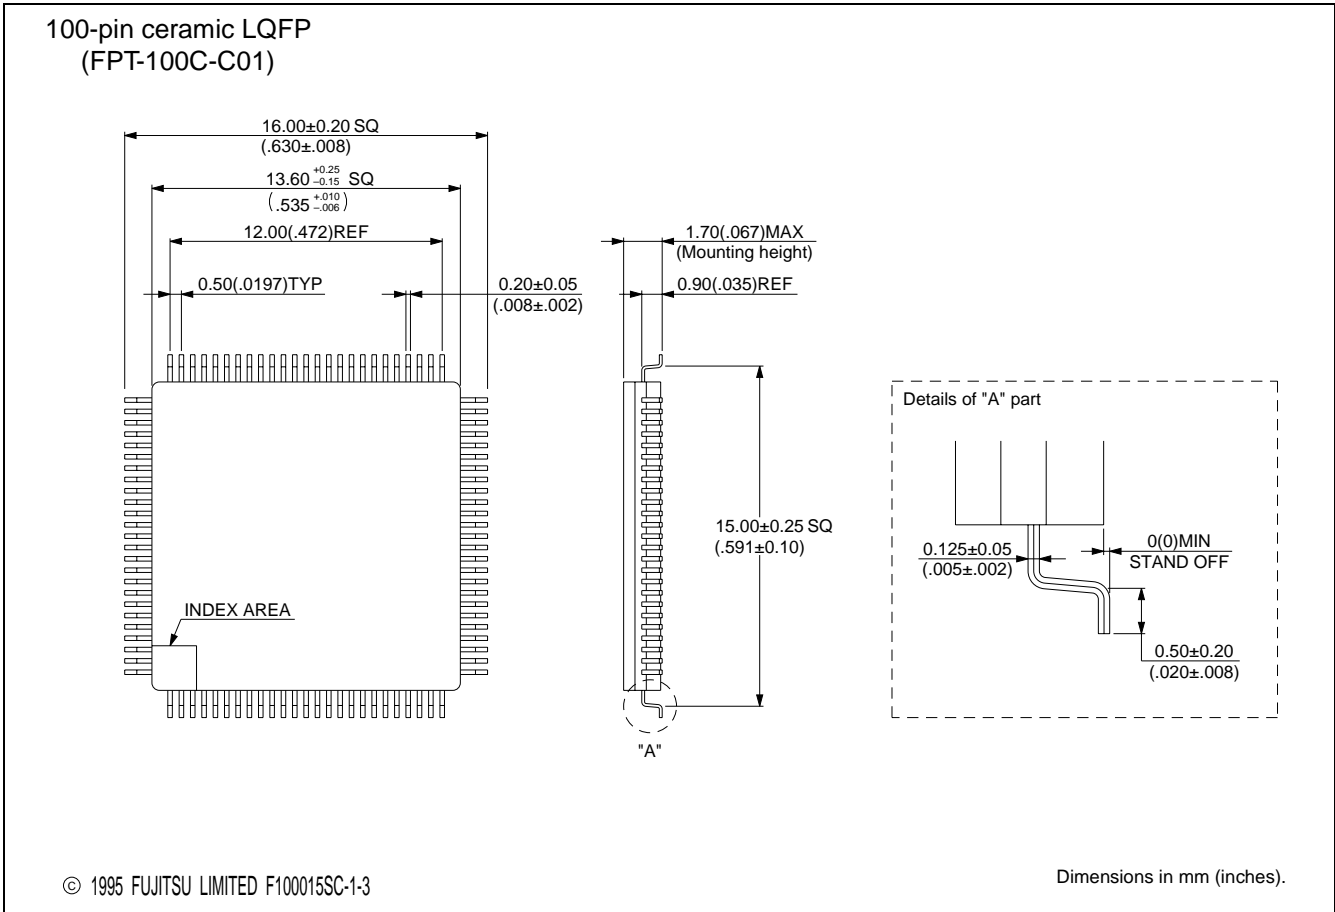 100-pin ceramic LQFP
(FPT-100C-C01)
16.00±0.20 SQ
(.630±.008)
13.60 +0.25 –0.15 SQ
(.535 +.010 –.006)
12.00(.472)REF
0.50(.0197)TYP
0.20±0.05
(.008±.002)
1.70(.067)MAX
(Mounting height)
0.90(.035)REF
15.00±0.25 SQ
(.591±0.10)
INDEX AREA
"A"
Details of "A" part
0.125±0.05
(.005±.002)
0(0)MIN
STAND OFF
0.50±0.20
(.020±.008)
© 1995 FUJITSU LIMITED F100015SC-1-3
Dimensions in mm (inches).